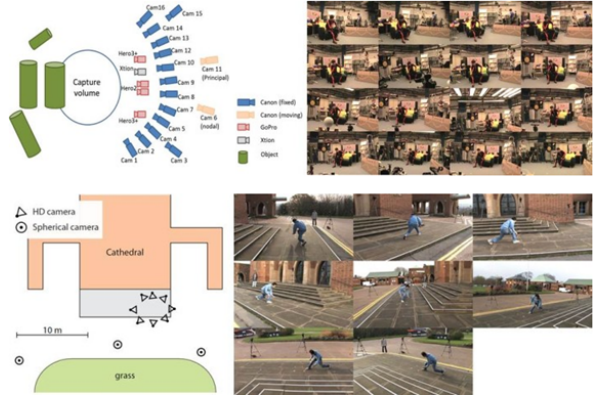 Cam16
Cam 15
Cam 14
Cam 13
Cam 12
Cam 10
Cam 11
(Principal)
Hero3+
Xtion
Hero2
Hero3+
Capture
volume
Cam 9
Cam 8
Cam 7
Cam 6
(nodal)
Cam 5
Cam 4
Cam 2
Cam 1
Cam 3
Canon (fixed)
Canon (moving)
GoPro
Xtion
Object
HD camera
Spherical camera
Cathedral
10 m
grass